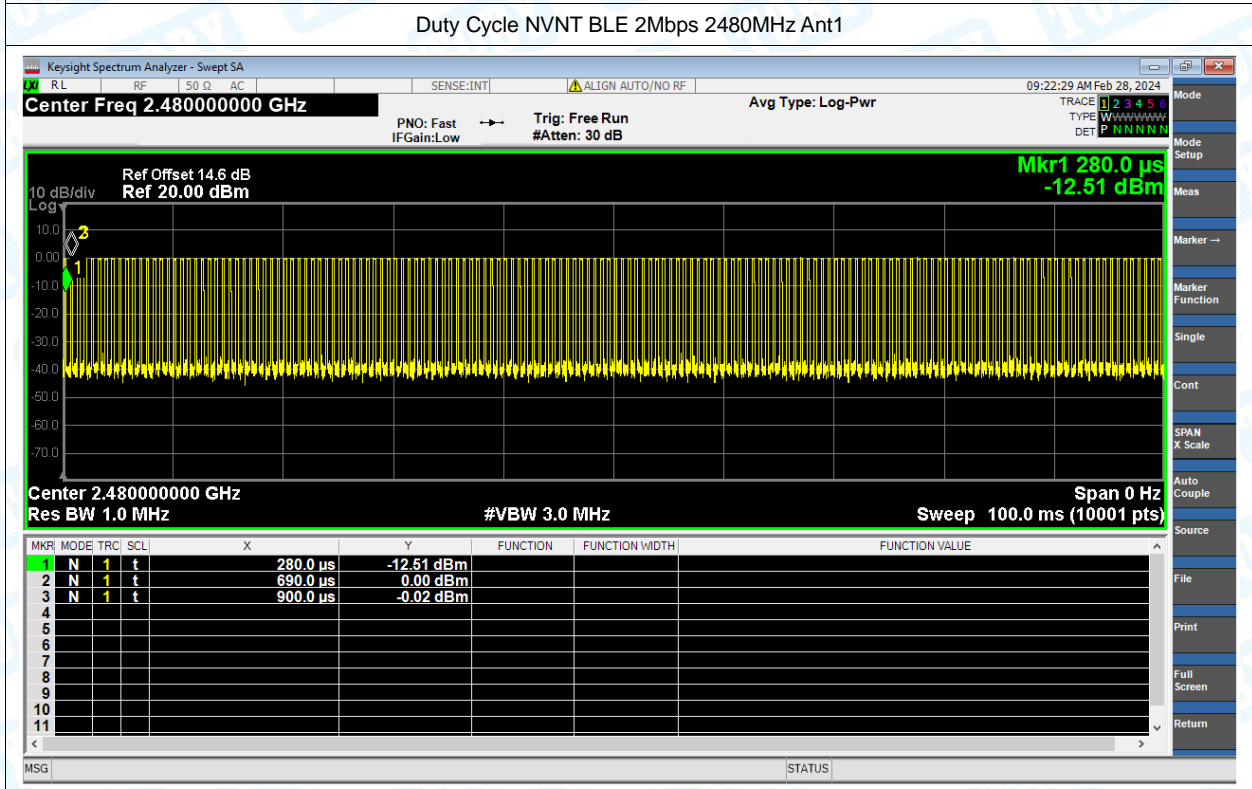 Duty Cycle NVNT BLE 2Mbps 2480MHz Ant1
Keysight Spectrum Analyzer - Swept SA
LXI RL RF 50 Ω AC SENSE:INT ALIGN AUTO/NO RF 09:22:29 AM Feb 28, 2024
Center Freq 2.480000000 GHz Avg Type: Log-Pwr TRACE 1 2 3 4 5 6
PNO: Fast Trig: Free Run TYPE WWWWWW
IFGain:Low #Atten: 30 dB DET P N N N N N
Mode
Mode Setup
Meas
Marker →
Marker Function
Single
Cont
SPAN X Scale
Auto Couple
Source
File
Print
Full Screen
Return
Mkr1 280.0 µs
-12.51 dBm
Ref Offset 14.6 dB
10 dB/div Ref 20.00 dBm
Log
10.0
0.00
-10.0
-20.0
-30.0
-40.0
-50.0
-60.0
-70.0
3
1
Center 2.480000000 GHz Span 0 Hz
Res BW 1.0 MHz #VBW 3.0 MHz Sweep 100.0 ms (10001 pts)
MKR MODE TRC SCL X Y FUNCTION FUNCTION WIDTH FUNCTION VALUE
1 N 1 t 280.0 µs -12.51 dBm
2 N 1 t 690.0 µs 0.00 dBm
3 N 1 t 900.0 µs -0.02 dBm
4
5
6
7
8
9
10
11
MSG STATUS